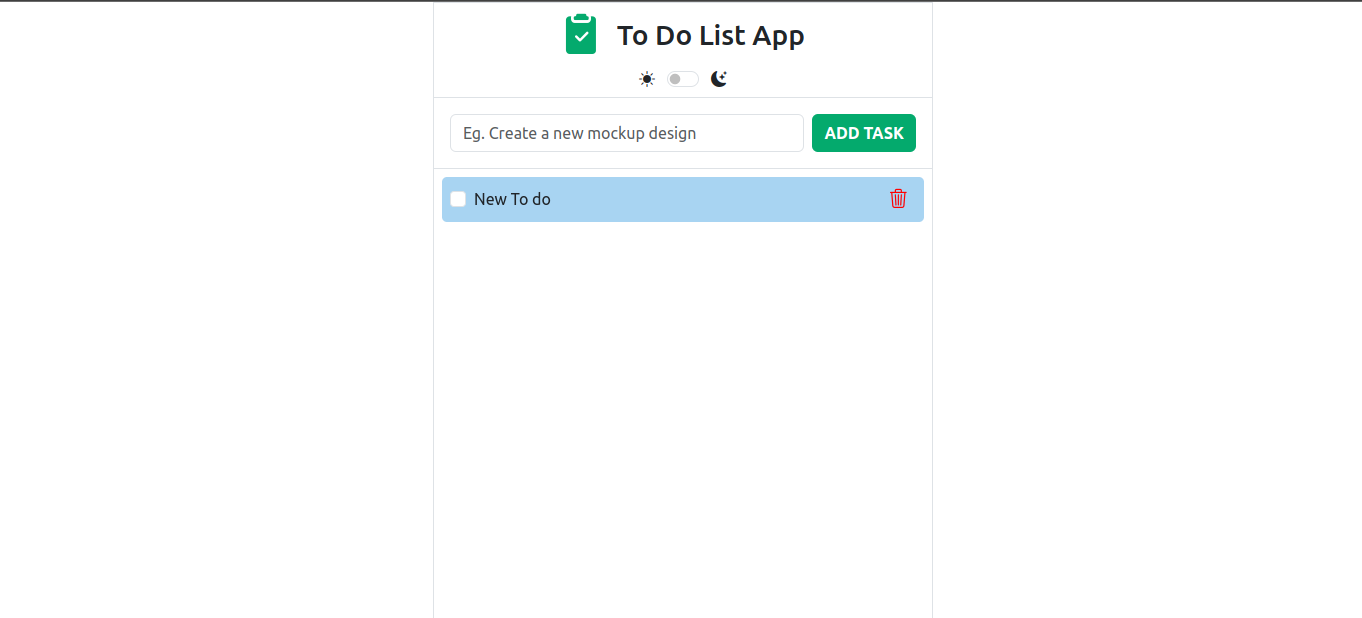 To Do List App
Eg. Create a new mockup design
ADD TASK
New To do